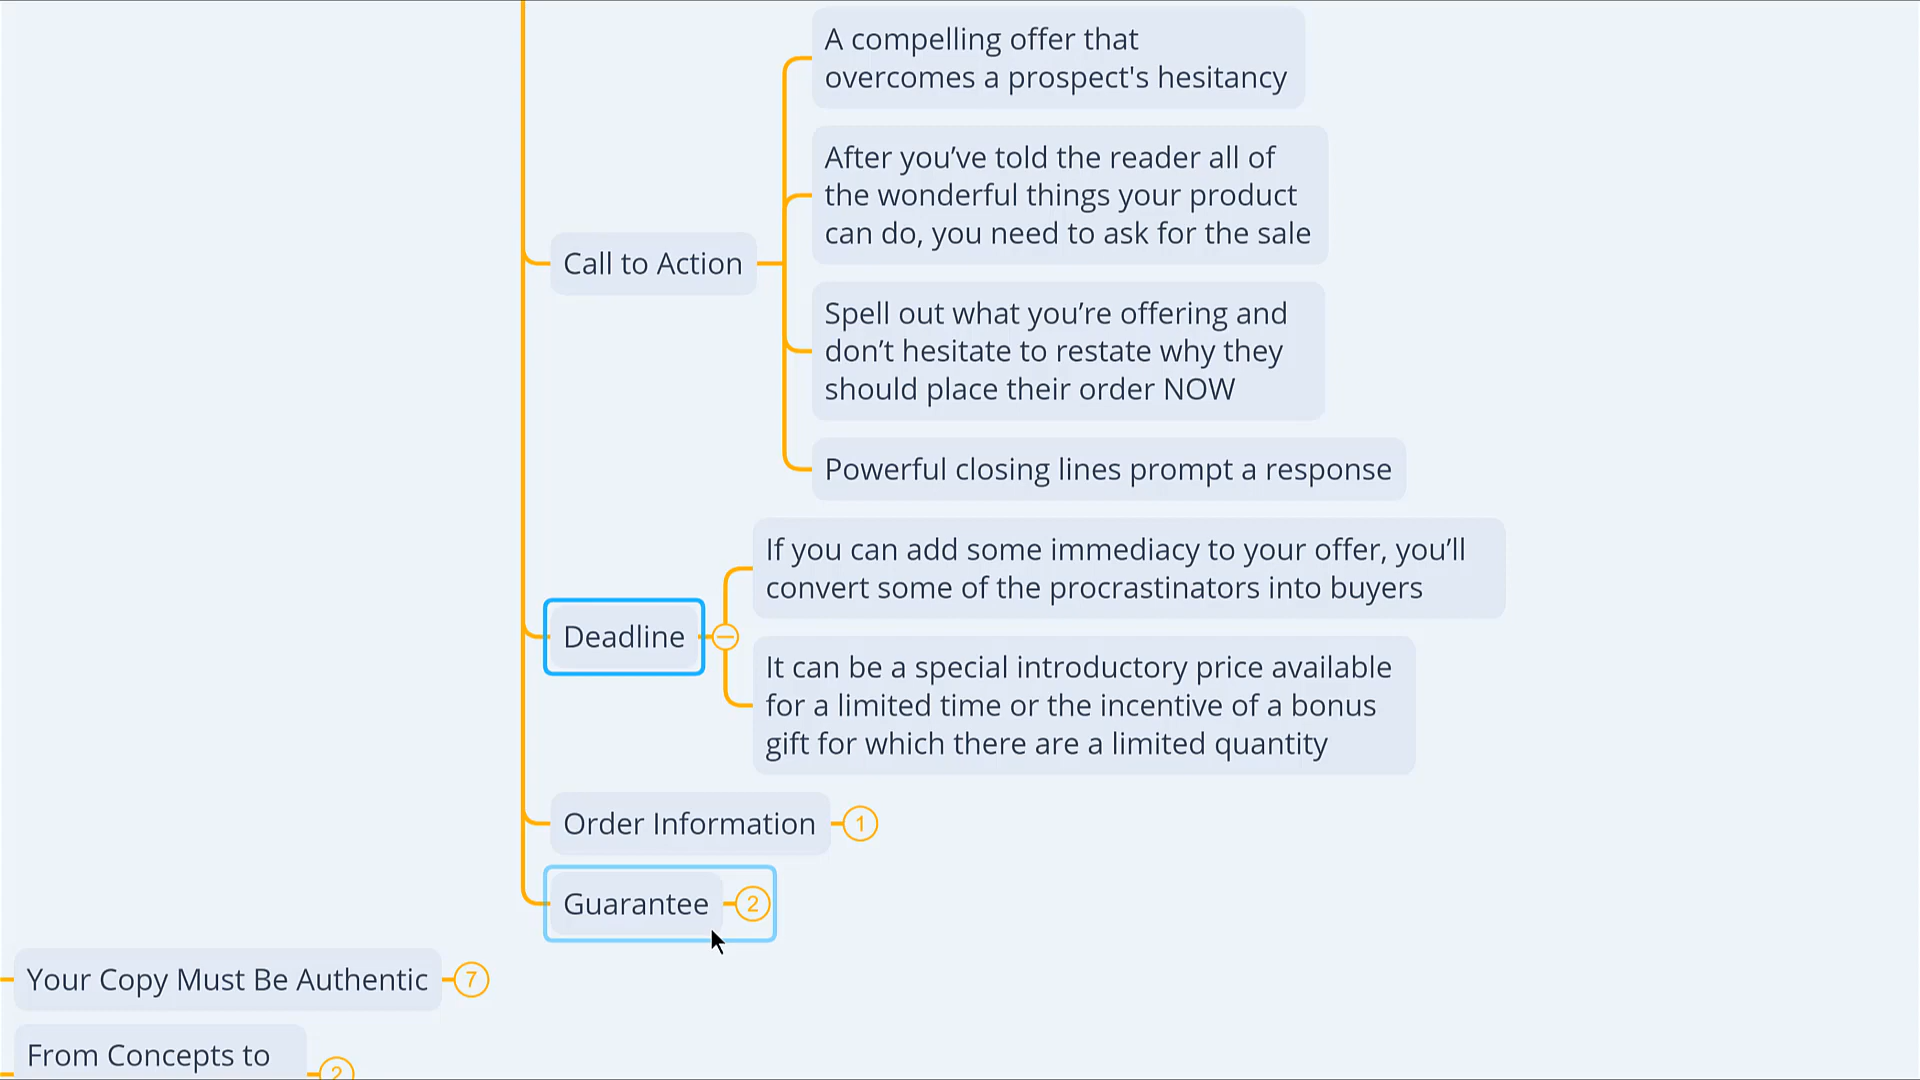 A compelling offer that
overcomes a prospect's hesitancy
After you’ve told the reader all of
the wonderful things your product
can do, you need to ask for the sale
Call to Action
Spell out what you’re offering and
don’t hesitate to restate why they
should place their order NOW
Powerful closing lines prompt a response
If you can add some immediacy to your offer, you’ll
convert some of the procrastinators into buyers
Deadline
It can be a special introductory price available
for a limited time or the incentive of a bonus
gift for which there are a limited quantity
Order Information 1
Guarantee 2
Your Copy Must Be Authentic 7
From Concepts to
2